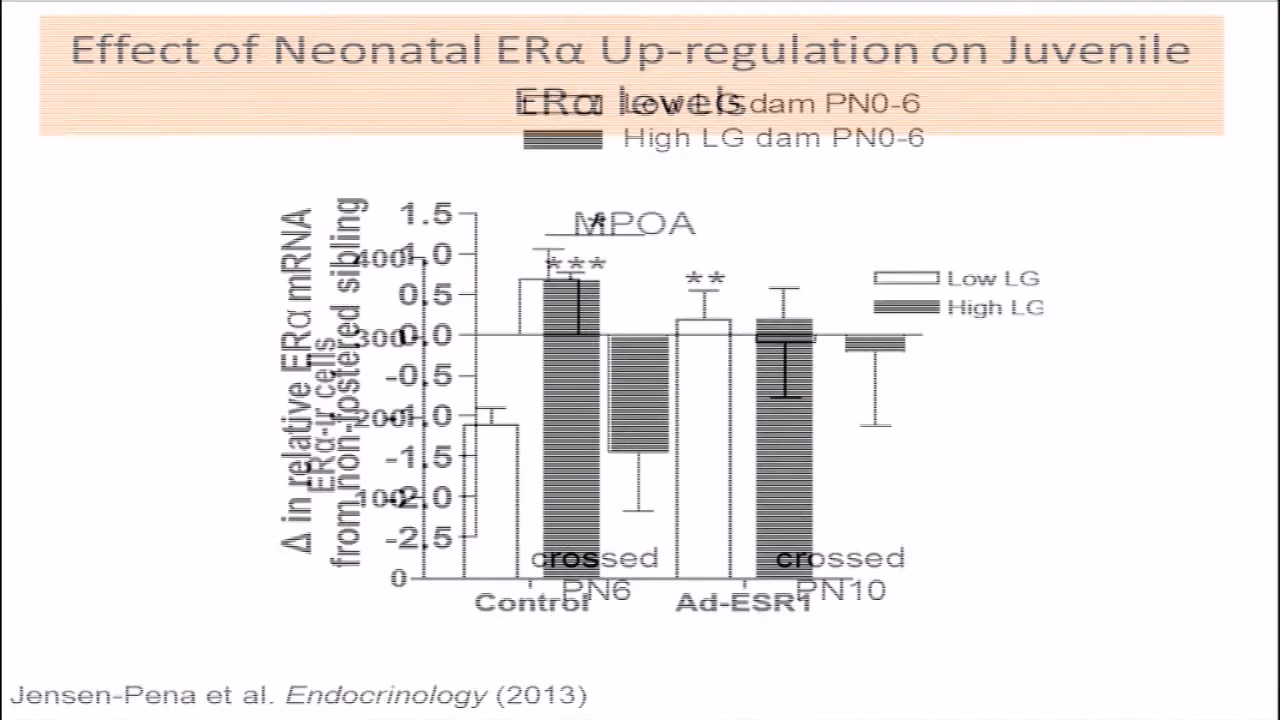 Effect of Neonatal ERα Up-regulation on Juvenile
ERα levels
Low LG dam PN0-6
High LG dam PN0-6
MPOA
*
***
**
Low LG
High LG
Δ in relative ERα mRNA
from non-fostered sibling
ERα-ir cells
1.5
1.0
0.5
0.0
-0.5
-1.0
-1.5
-2.0
-2.5
400
300
200
100
0
crossed
PN6
crossed
PN10
Control
Ad-ESR1
Jensen-Pena et al. Endocrinology (2013)